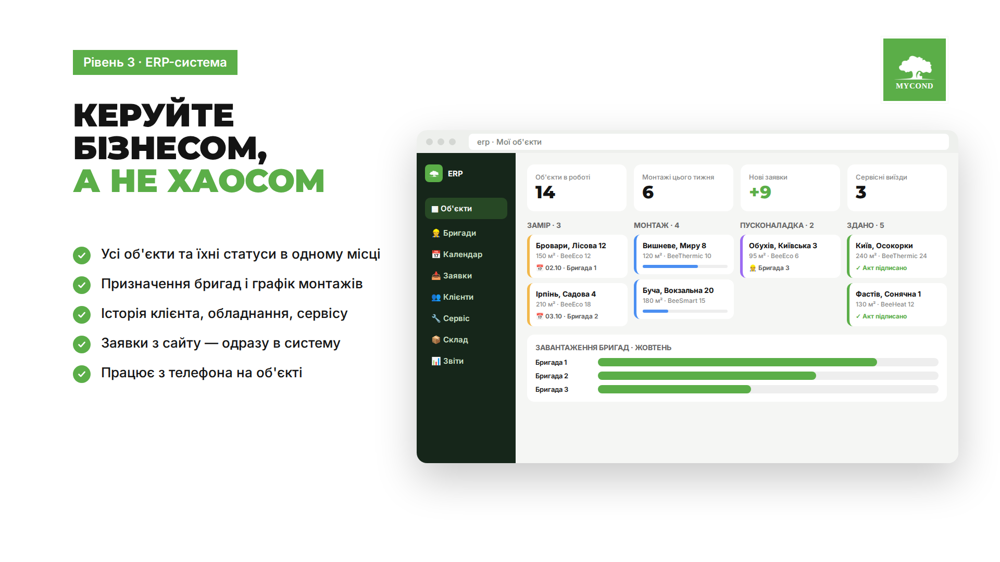 Рівень 3 · ERP-система
MYCOND
КЕРУЙТЕ
БІЗНЕСОМ,
А НЕ ХАОСОМ
Усі об'єкти та їхні статуси в одному місці
Призначення бригад і графік монтажів
Історія клієнта, обладнання, сервісу
Заявки з сайту — одразу в систему
Працює з телефона на об'єкті
erp · Мої об'єкти
ERP
Об'єкти
Бригади
Календар
Заявки
Клієнти
Сервіс
Склад
Звіти
Об'єкти в роботі
14
Монтажі цього тижня
6
Нові заявки
+9
Сервісні виїзди
3
ЗАМІР · 3
Бровари, Лісова 12
150 м² · BeeEco 12
02.10 · Бригада 1
Ірпінь, Садова 4
210 м² · BeeEco 18
03.10 · Бригада 2
МОНТАЖ · 4
Вишневе, Миру 8
120 м² · BeeThermic 10
Буча, Вокзальна 20
180 м² · BeeSmart 15
ПУСКОНАЛАДКА · 2
Обухів, Київська 3
95 м² · BeeEco 6
Бригада 3
ЗДАНО · 5
Київ, Осокорки
240 м² · BeeThermic 24
✓ Акт підписано
Фастів, Сонячна 1
130 м² · BeeHeat 12
✓ Акт підписано
ЗАВАНТАЖЕННЯ БРИГАД · ЖОВТЕНЬ
Бригада 1
Бригада 2
Бригада 3